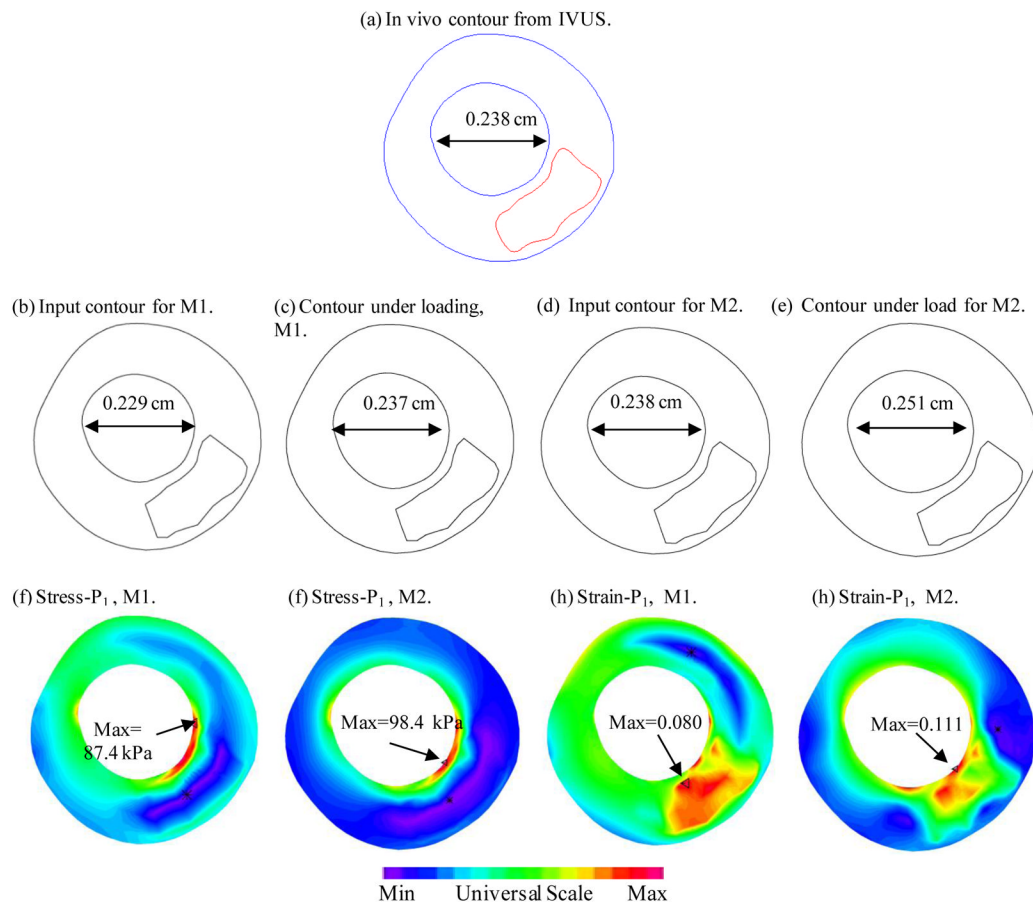 (a) In vivo contour from IVUS.
0.238 cm
(b) Input contour for M1.
(c) Contour under loading,
M1.
(d) Input contour for M2.
(e) Contour under load for M2.
0.229 cm
0.237 cm
0.238 cm
0.251 cm
(f) Stress-P₁, M1.
(f) Stress-P₁, M2.
(h) Strain-P₁, M1.
(h) Strain-P₁, M2.
Max=
87.4 kPa
Max=98.4 kPa
Max=0.080
Max=0.111
Min Universal Scale Max